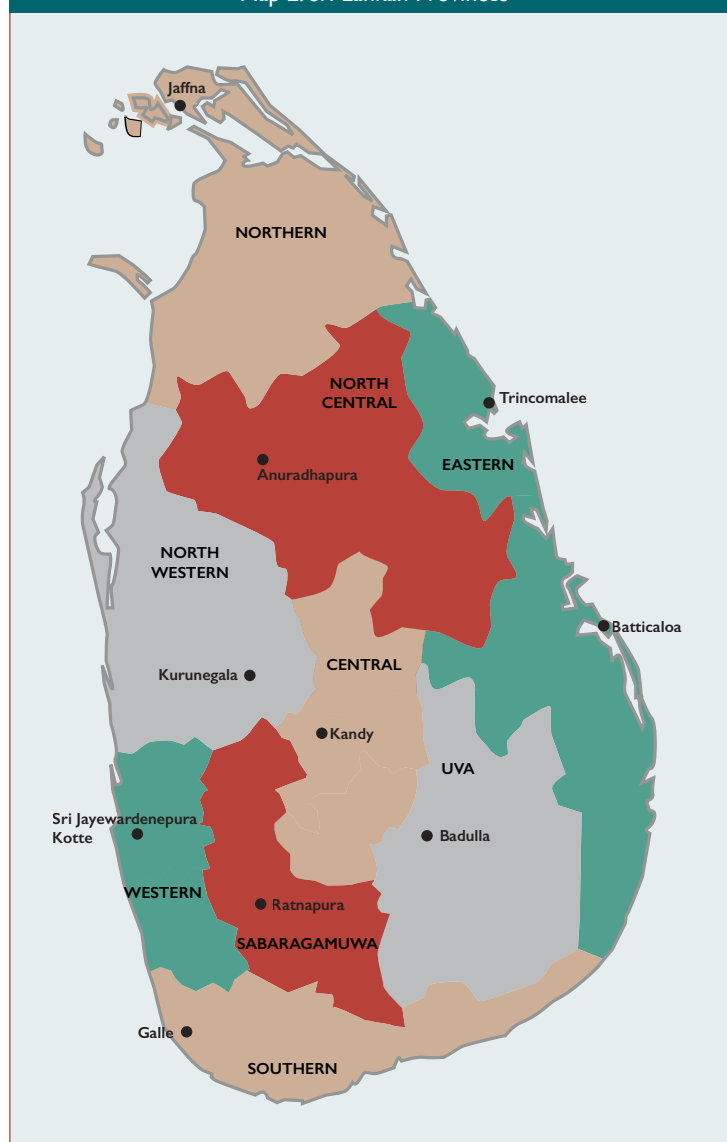 Jaffna
NORTHERN
NORTH
CENTRAL
Trincomalee
EASTERN
Anuradhapura
NORTH
WESTERN
Batticaloa
CENTRAL
Kurunegala
Kandy
UVA
Sri Jayewardenepura
Kotte
Badulla
WESTERN
Ratnapura
SABARAGAMUWA
Galle
SOUTHERN